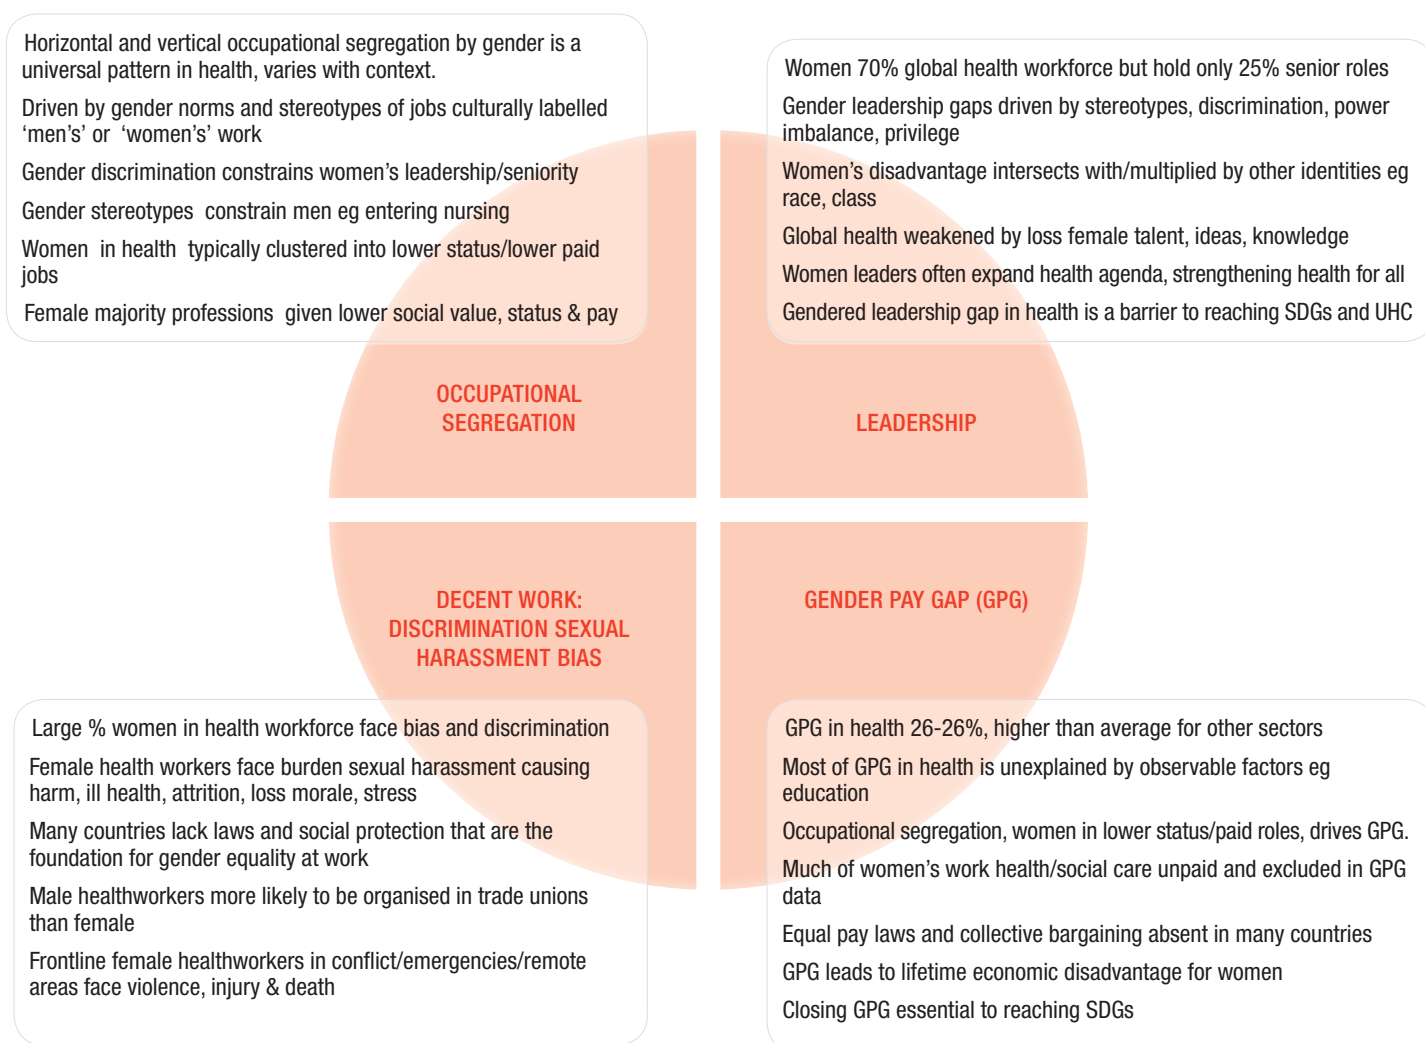 Horizontal and vertical occupational segregation by gender is a
universal pattern in health, varies with context.
Driven by gender norms and stereotypes of jobs culturally labelled
‘men’s’ or ‘women’s’ work
Gender discrimination constrains women’s leadership/seniority
Gender stereotypes constrain men eg entering nursing
Women in health typically clustered into lower status/lower paid
jobs
Female majority professions given lower social value, status & pay
OCCUPATIONAL
SEGREGATION
Women 70% global health workforce but hold only 25% senior roles
Gender leadership gaps driven by stereotypes, discrimination, power
imbalance, privilege
Women’s disadvantage intersects with/multiplied by other identities eg
race, class
Global health weakened by loss female talent, ideas, knowledge
Women leaders often expand health agenda, strengthening health for all
Gendered leadership gap in health is a barrier to reaching SDGs and UHC
LEADERSHIP
DECENT WORK:
DISCRIMINATION SEXUAL
HARASSMENT BIAS
Large % women in health workforce face bias and discrimination
Female health workers face burden sexual harassment causing
harm, ill health, attrition, loss morale, stress
Many countries lack laws and social protection that are the
foundation for gender equality at work
Male healthworkers more likely to be organised in trade unions
than female
Frontline female healthworkers in conflict/emergencies/remote
areas face violence, injury & death
GENDER PAY GAP (GPG)
GPG in health 26-26%, higher than average for other sectors
Most of GPG in health is unexplained by observable factors eg
education
Occupational segregation, women in lower status/paid roles, drives GPG.
Much of women’s work health/social care unpaid and excluded in GPG
data
Equal pay laws and collective bargaining absent in many countries
GPG leads to lifetime economic disadvantage for women
Closing GPG essential to reaching SDGs